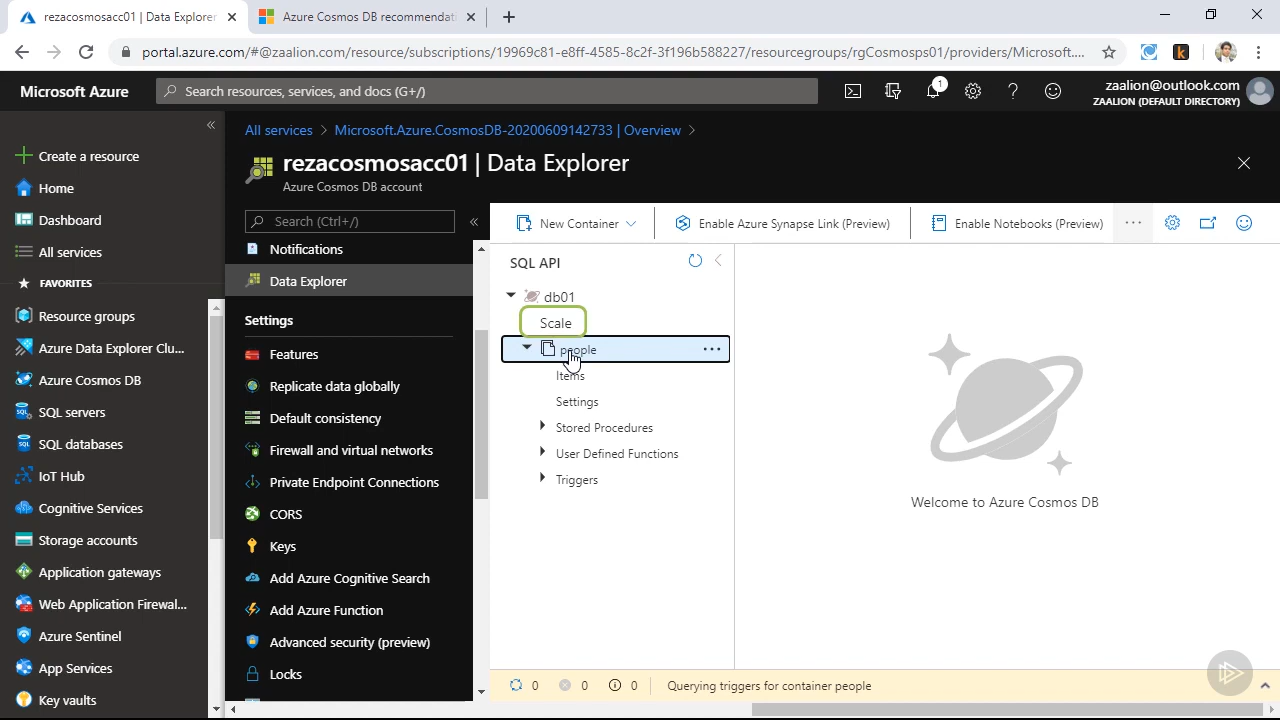 rezacosmosacc01 | Data Explorer
Azure Cosmos DB recommendati
portal.azure.com/#@zaalion.com/resource/subscriptions/19969c81-e8ff-4585-8c2f-3f196b588227/resourcegroups/rgCosmosps01/providers/Microsoft....
k
Microsoft Azure
Search resources, services, and docs (G+/)
1
zaalion@outlook.com
ZAALION (DEFAULT DIRECTORY)
Create a resource
Home
Dashboard
All services
FAVORITES
Resource groups
Azure Data Explorer Clu...
Azure Cosmos DB
SQL servers
SQL databases
IoT Hub
Cognitive Services
Storage accounts
Application gateways
Web Application Firewal...
Azure Sentinel
App Services
Key vaults
All services > Microsoft.Azure.CosmosDB-20200609142733 | Overview >
rezacosmosacc01 | Data Explorer
Azure Cosmos DB account
Search (Ctrl+/)
Notifications
Data Explorer
Settings
Features
Replicate data globally
Default consistency
Firewall and virtual networks
Private Endpoint Connections
CORS
Keys
Add Azure Cognitive Search
Add Azure Function
Advanced security (preview)
Locks
New Container
Enable Azure Synapse Link (Preview)
Enable Notebooks (Preview)
...
SQL API
db01
Scale
people
...
Items
Settings
Stored Procedures
User Defined Functions
Triggers
Welcome to Azure Cosmos DB
0 0 0 Querying triggers for container people